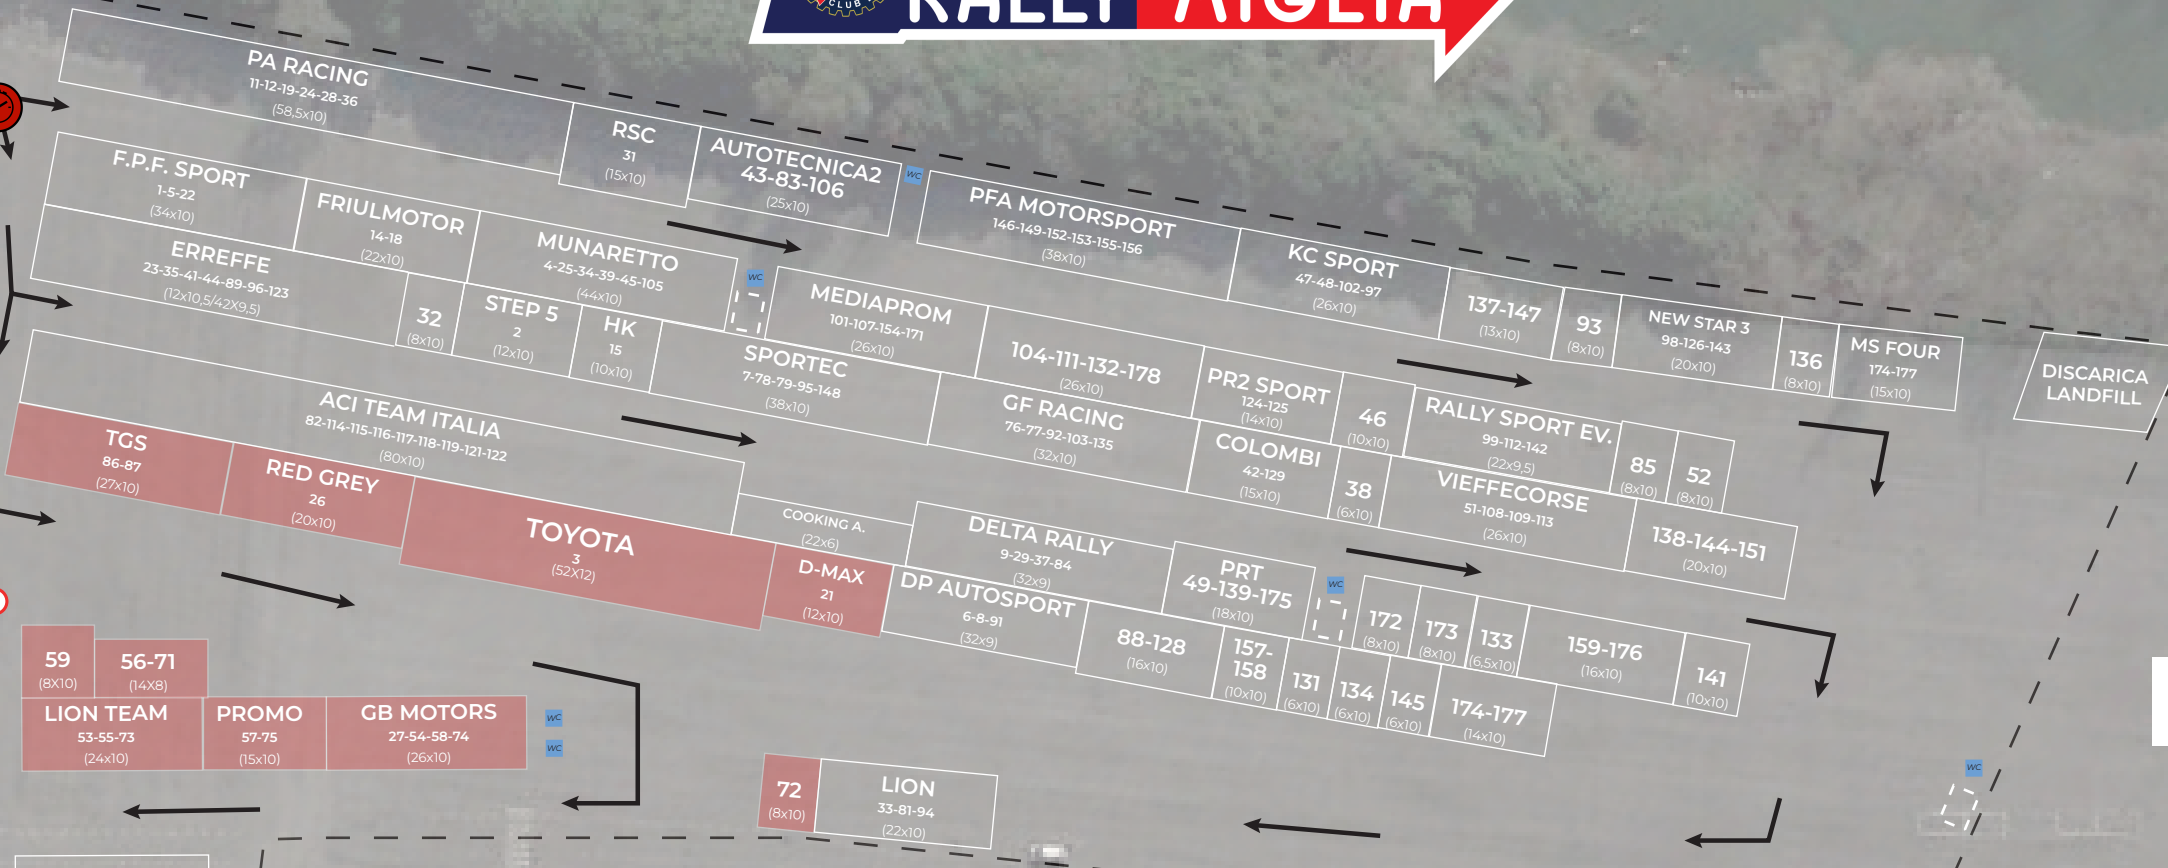 CLUB
RALLY AIGLIA
PA RACING
11-12-19-24-28-36
(58,5x10)
RSC
31
(15x10)
AUTOTECNICA2
43-83-106
(25x10)
WC
PFA MOTORSPORT
146-149-152-153-155-156
(38x10)
KC SPORT
47-48-102-97
(26x10)
137-147
(13x10)
93
(8x10)
NEW STAR 3
98-126-143
(20x10)
136
(8x10)
MS FOUR
174-177
(15x10)
DISCARICA
LANDFILL
F.P.F. SPORT
1-5-22
(34x10)
FRIULMOTOR
14-18
(22x10)
MUNARETTO
4-25-34-39-45-105
(44x10)
WC
MEDIAPROM
101-107-154-171
(26x10)
104-111-132-178
(26x10)
PR2 SPORT
124-125
(14x10)
46
(10x10)
RALLY SPORT EV.
99-112-142
(22x9,5)
85
(8x10)
52
(8x10)
ERREFFE
23-35-41-44-89-96-123
(12x10,5/42X9,5)
32
(8x10)
STEP 5
2
(12x10)
HK
15
(10x10)
SPORTEC
7-78-79-95-148
(38x10)
GF RACING
76-77-92-103-135
(32x10)
COLOMBI
42-129
(15x10)
38
(6x10)
VIEFFECORSE
51-108-109-113
(26x10)
138-144-151
(20x10)
ACI TEAM ITALIA
82-114-115-116-117-118-119-121-122
(80x10)
COOKING A.
(22x6)
DELTA RALLY
9-29-37-84
(32x9)
PRT
49-139-175
(18x10)
WC
172
(8x10)
173
(8x10)
133
(6,5x10)
159-176
(16x10)
141
(10x10)
TGS
86-87
(27x10)
RED GREY
26
(20x10)
TOYOTA
3
(52X12)
D-MAX
21
(12x10)
DP AUTOSPORT
6-8-91
(32x9)
88-128
(16x10)
157-
158
(10x10)
131
(6x10)
134
(6x10)
145
(6x10)
174-177
(14x10)
59
(8X10)
56-71
(14X8)
LION TEAM
53-55-73
(24x10)
PROMO
57-75
(15x10)
GB MOTORS
27-54-58-74
(26x10)
WC
WC
72
(8x10)
LION
33-81-94
(22x10)
WC